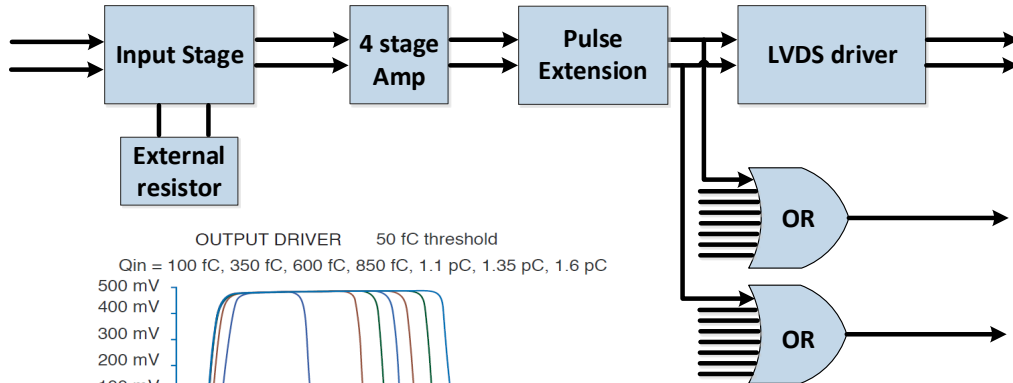 Input Stage
4 stage
Amp
Pulse
Extension
LVDS driver
External
resistor
OR
OR
OUTPUT DRIVER 50 fC threshold
Qin = 100 fC, 350 fC, 600 fC, 850 fC, 1.1 pC, 1.35 pC, 1.6 pC
500 mV
400 mV
300 mV
200 mV